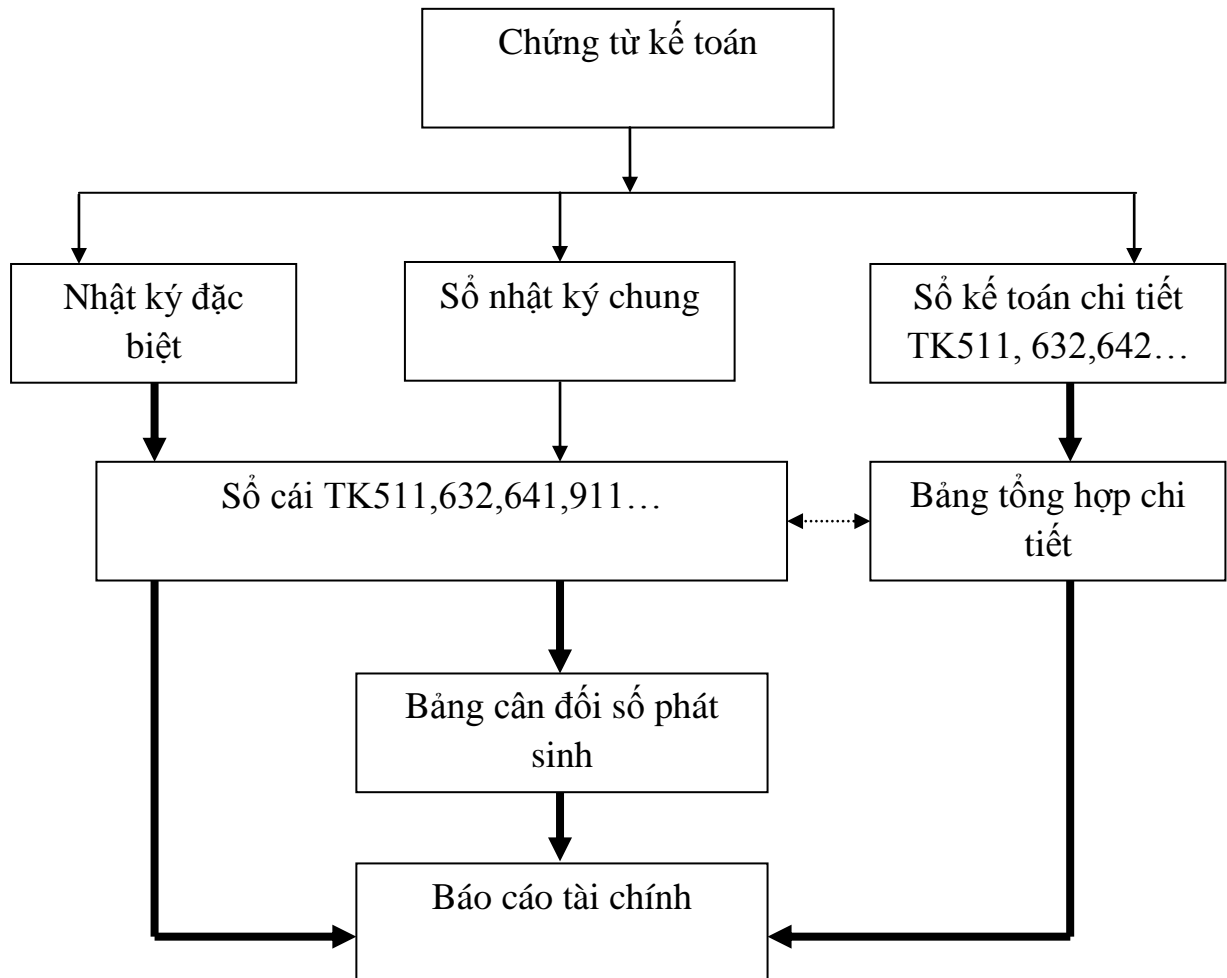 Chứng từ kế toán
Nhật ký đặc
biệt
Sổ nhật ký chung
Sổ kế toán chi tiết
TK511, 632,642…
Sổ cái TK511,632,641,911…
Bảng tổng hợp chi
tiết
Bảng cân đối số phát
sinh
Báo cáo tài chính